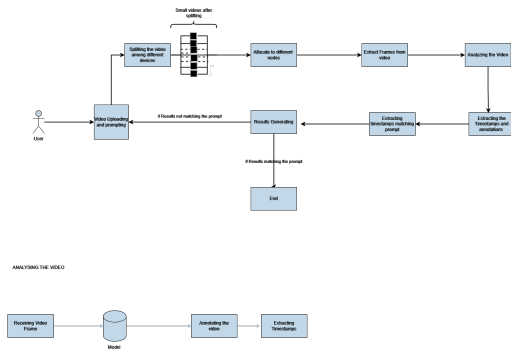 Small videos after
splitting
Splitting the video
among different
devices
Allocate to different
nodes
Extract Frames from
video
Analyzing the Video
User
Video Uploading
and prompting
If Results not matching the prompt
Results Generating
Extracting
timestamps matching
prompt
Extracting the
Timestamps and
annotations
If Results matching the prompt
End
ANALYSING THE VIDEO
Receiving Video
Frame
Model
Annotating the
video
Extracting
Timestamps